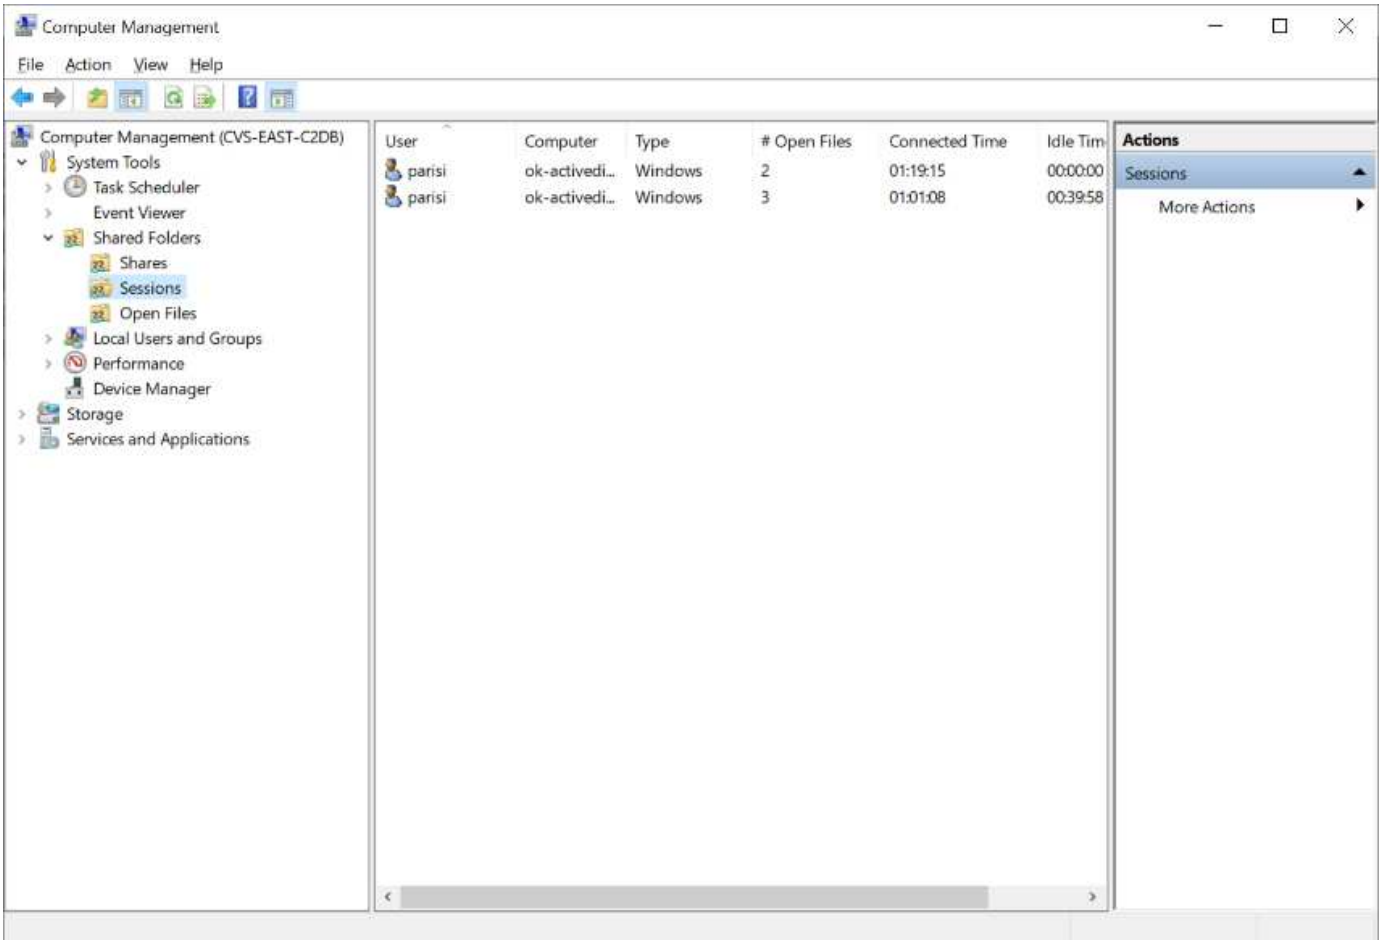 Computer Management
File Action View Help
Computer Management (CVS-EAST-C2DB)
System Tools
Task Scheduler
Event Viewer
Shared Folders
Shares
Sessions
Open Files
Local Users and Groups
Performance
Device Manager
Storage
Services and Applications
User Computer Type # Open Files Connected Time Idle Tim
parisi ok-activedi... Windows 2 01:19:15 00:00:00
parisi ok-activedi... Windows 3 01:01:08 00:39:58
Actions
Sessions
More Actions